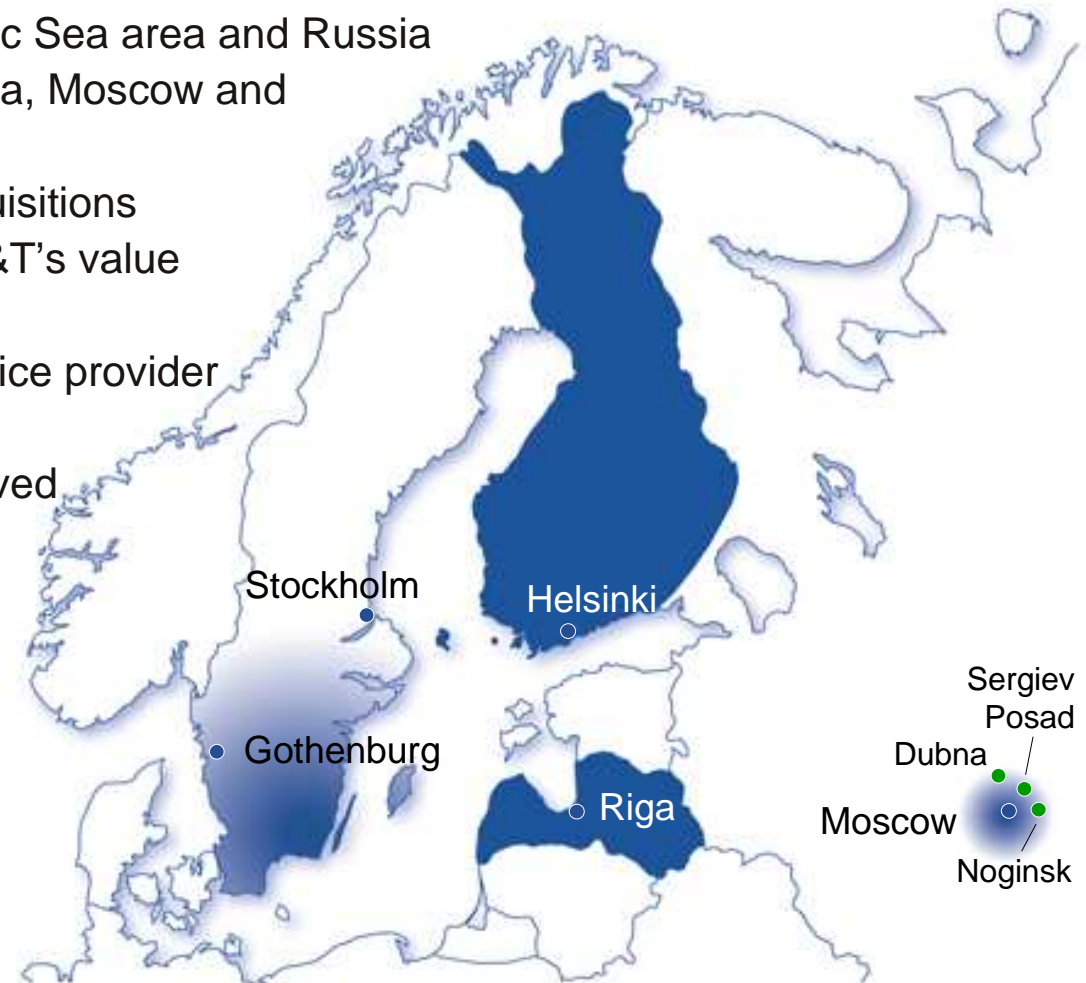 c Sea area and Russia
a, Moscow and
uisitions
&T’s value
ice provider
ved
Stockholm
Helsinki
Gothenburg
Riga
Sergiev
Posad
Dubna
Moscow
Noginsk